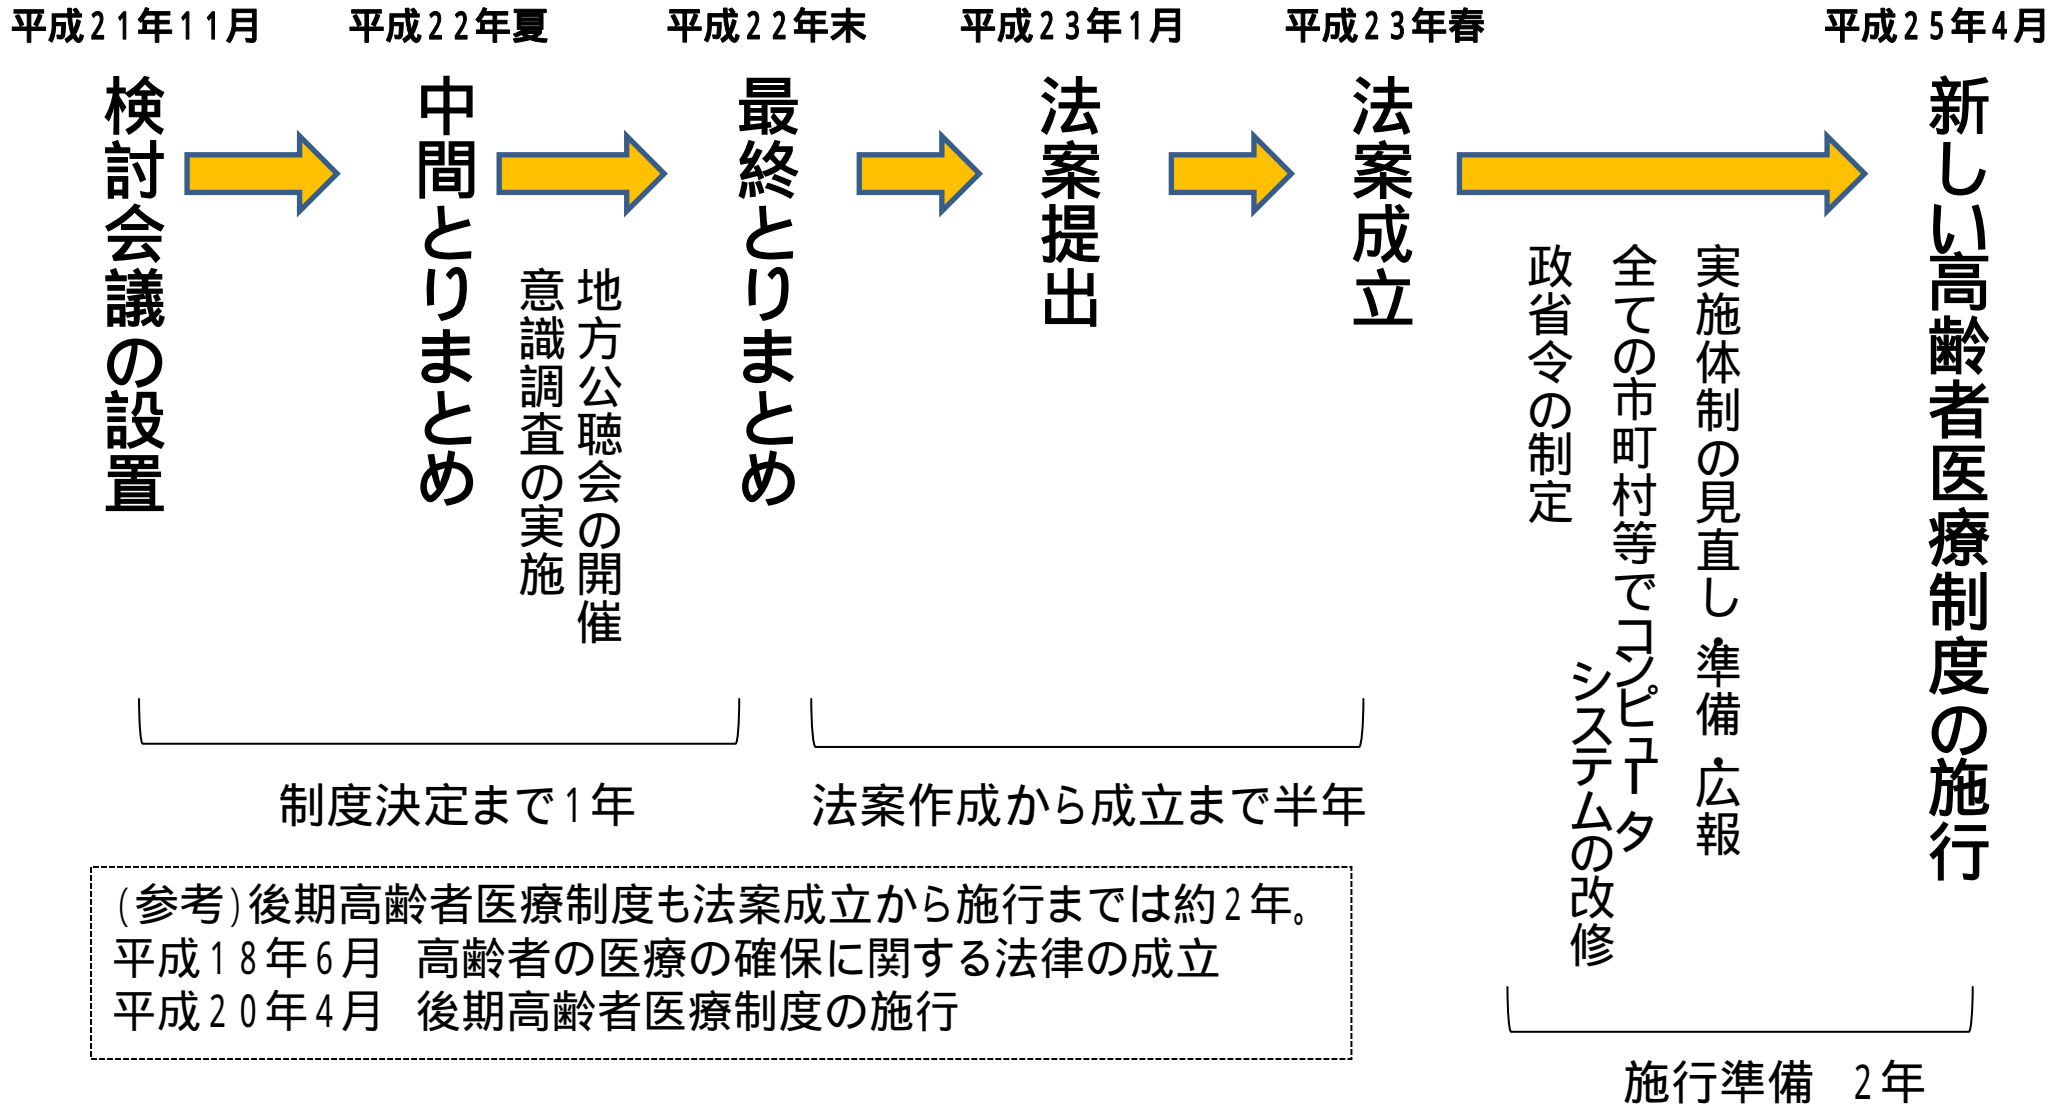 平成２１年１１月
平成２２年夏
平成２２年末
平成２３年１月
平成２３年春
平成２５年４月
検討会議の設置
中間とりまとめ
地方公聴会の開催
意識調査の実施
最終とりまとめ
法案提出
法案成立
実施体制の見直し・準備・広報
全ての市町村等でコンピュータ
システムの改修
政省令の制定
新しい高齢者医療制度の施行
制度決定まで１年
法案作成から成立まで半年
（参考）後期高齢者医療制度も法案成立から施行までは約２年。
平成１８年６月　高齢者の医療の確保に関する法律の成立
平成２０年４月　後期高齢者医療制度の施行
施行準備　２年